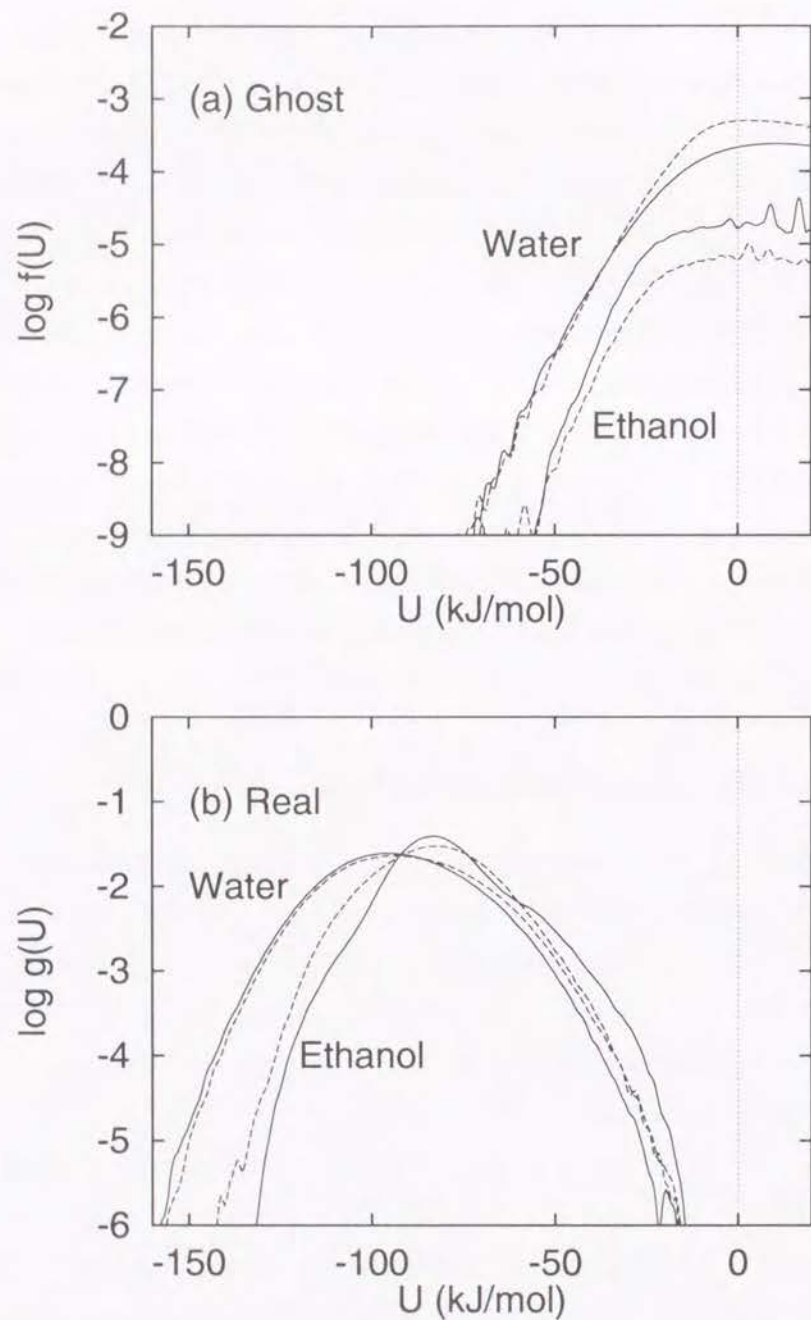 -2
-3
(a) Ghost
-4
Water
-5
log f(U)
-6
-7
Ethanol
-8
-9
-150 -100 -50 0
U (kJ/mol)
0
-1
(b) Real
-2
Water
log g(U)
-3
Ethanol
-4
-5
-6
-150 -100 -50 0
U (kJ/mol)